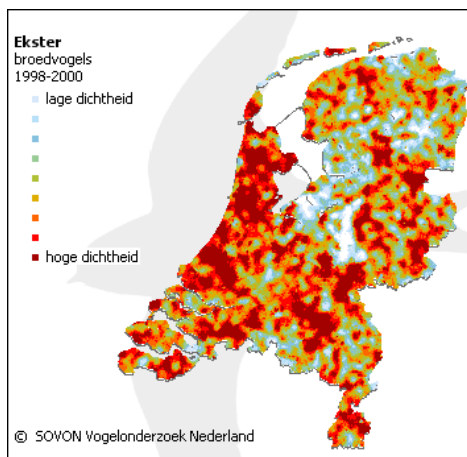 Ekster
broedvogels
1998-2000
lage dichtheid
hoge dichtheid
© SOVON Vogelonderzoek Nederland